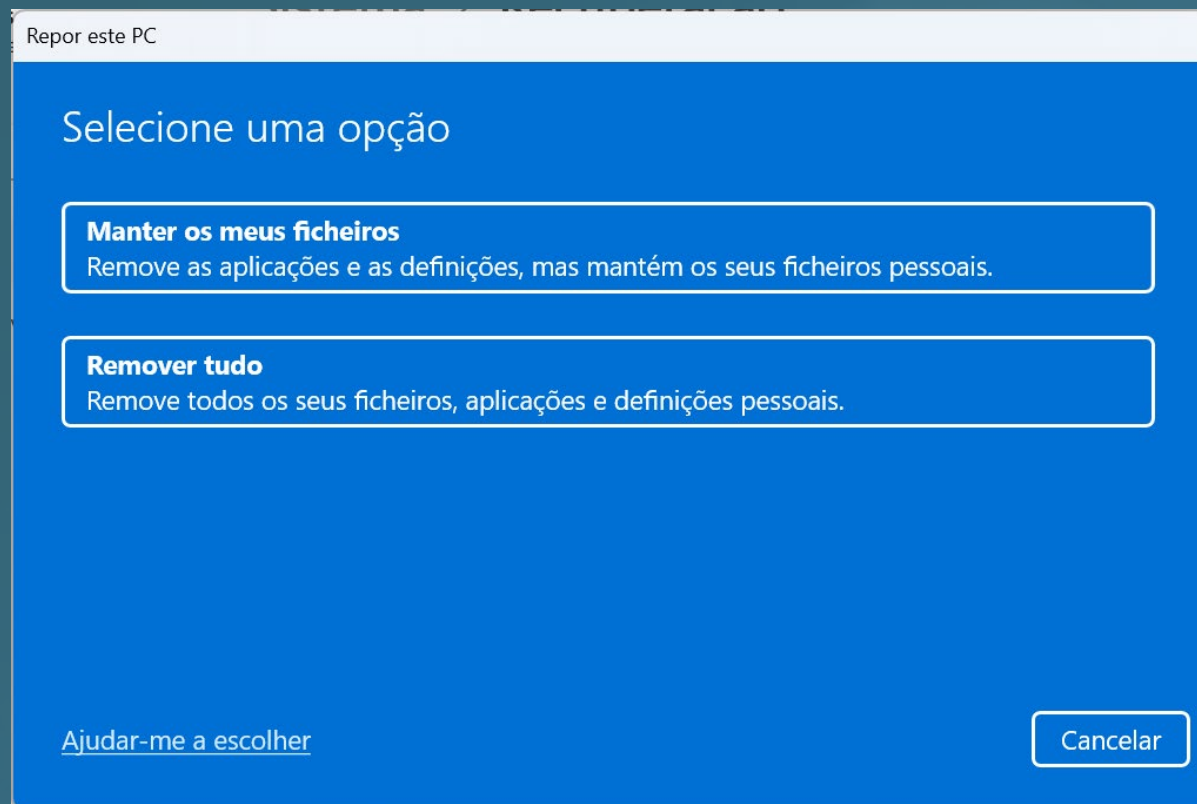 Repor este PC
Selecione uma opção
Manter os meus ficheiros
Remove as aplicações e as definições, mas mantém os seus ficheiros pessoais.
Remover tudo
Remove todos os seus ficheiros, aplicações e definições pessoais.
Ajudar-me a escolher
Cancelar